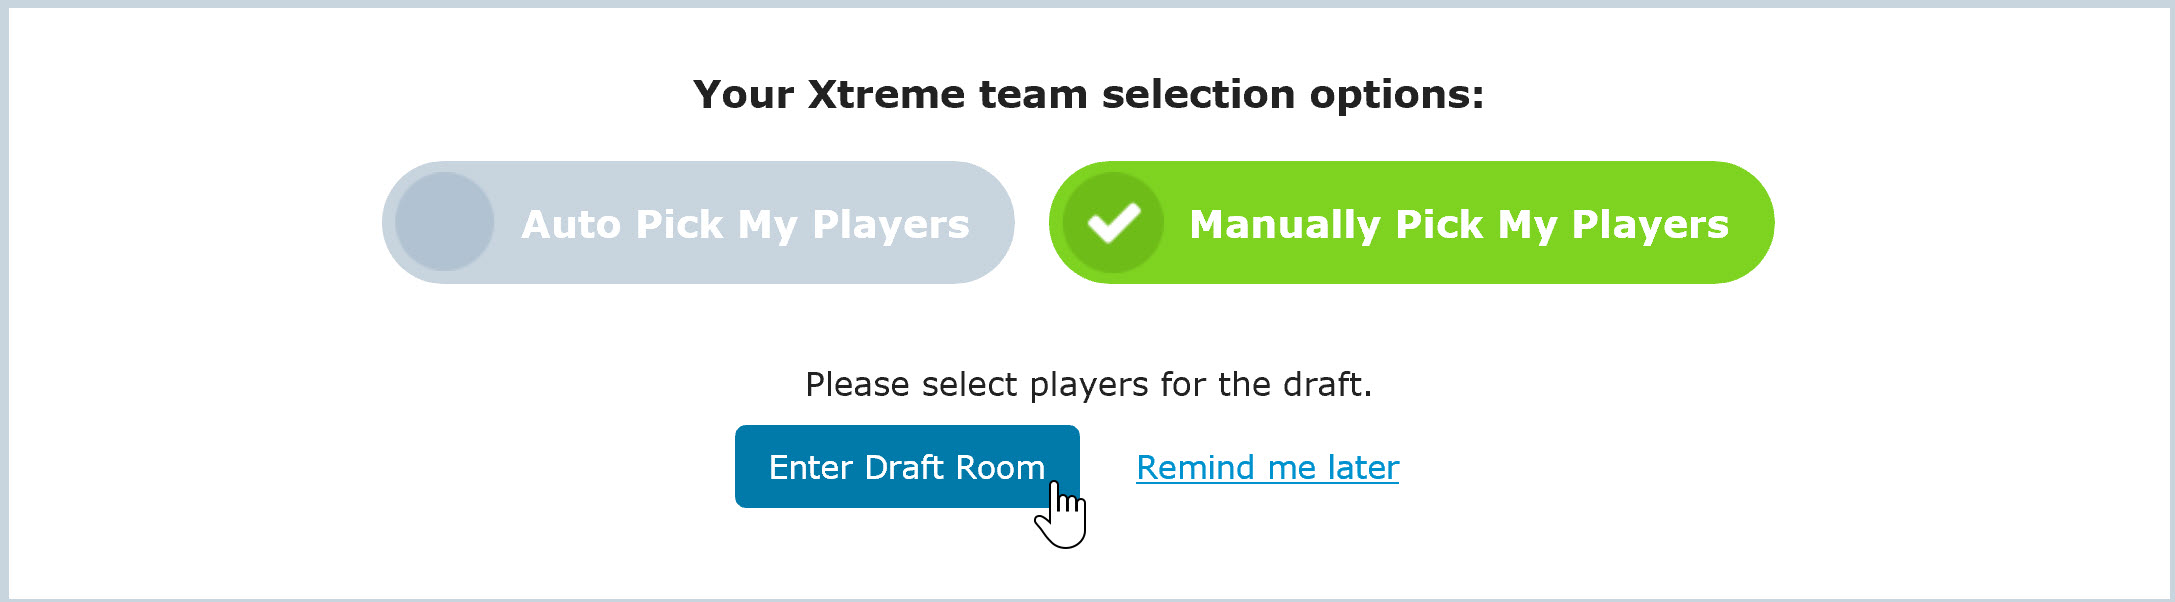 Your Xtreme team selection options:
Auto Pick My Players
Manually Pick My Players
Please select players for the draft.
Enter Draft Room
Remind me later